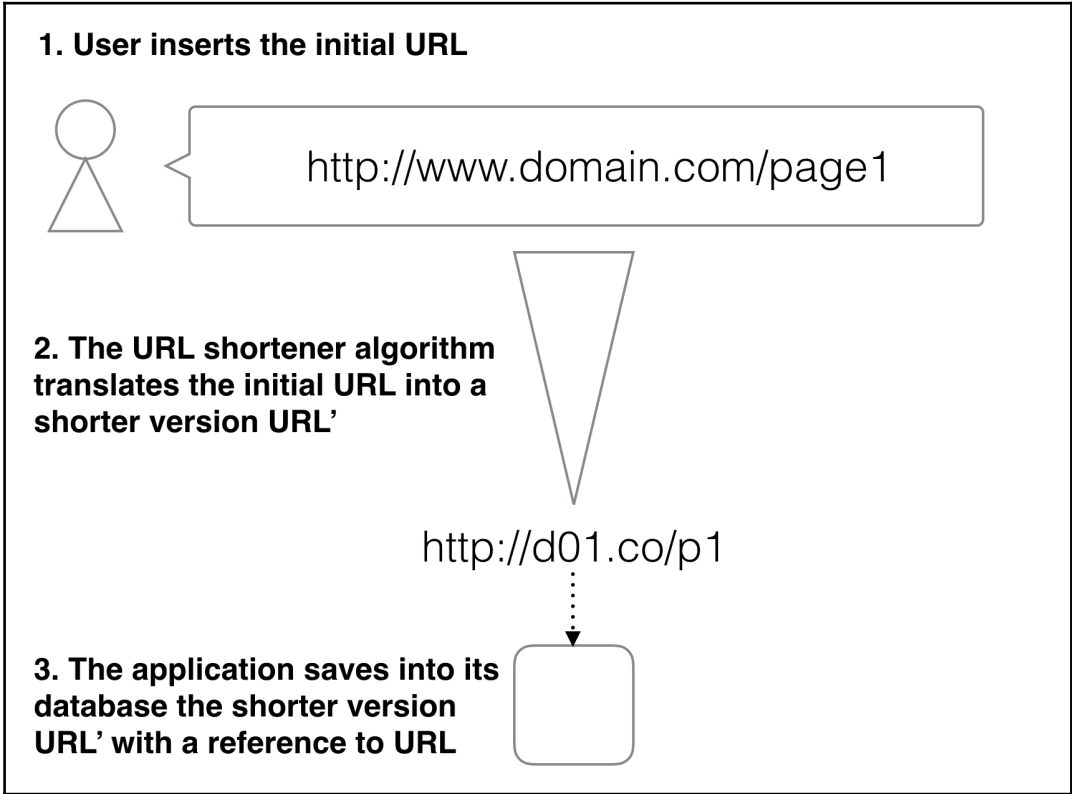 1. User inserts the initial URL
http://www.domain.com/page1
2. The URL shortener algorithm
translates the initial URL into a
shorter version URL’
http://d01.co/p1
3. The application saves into its
database the shorter version
URL’ with a reference to URL